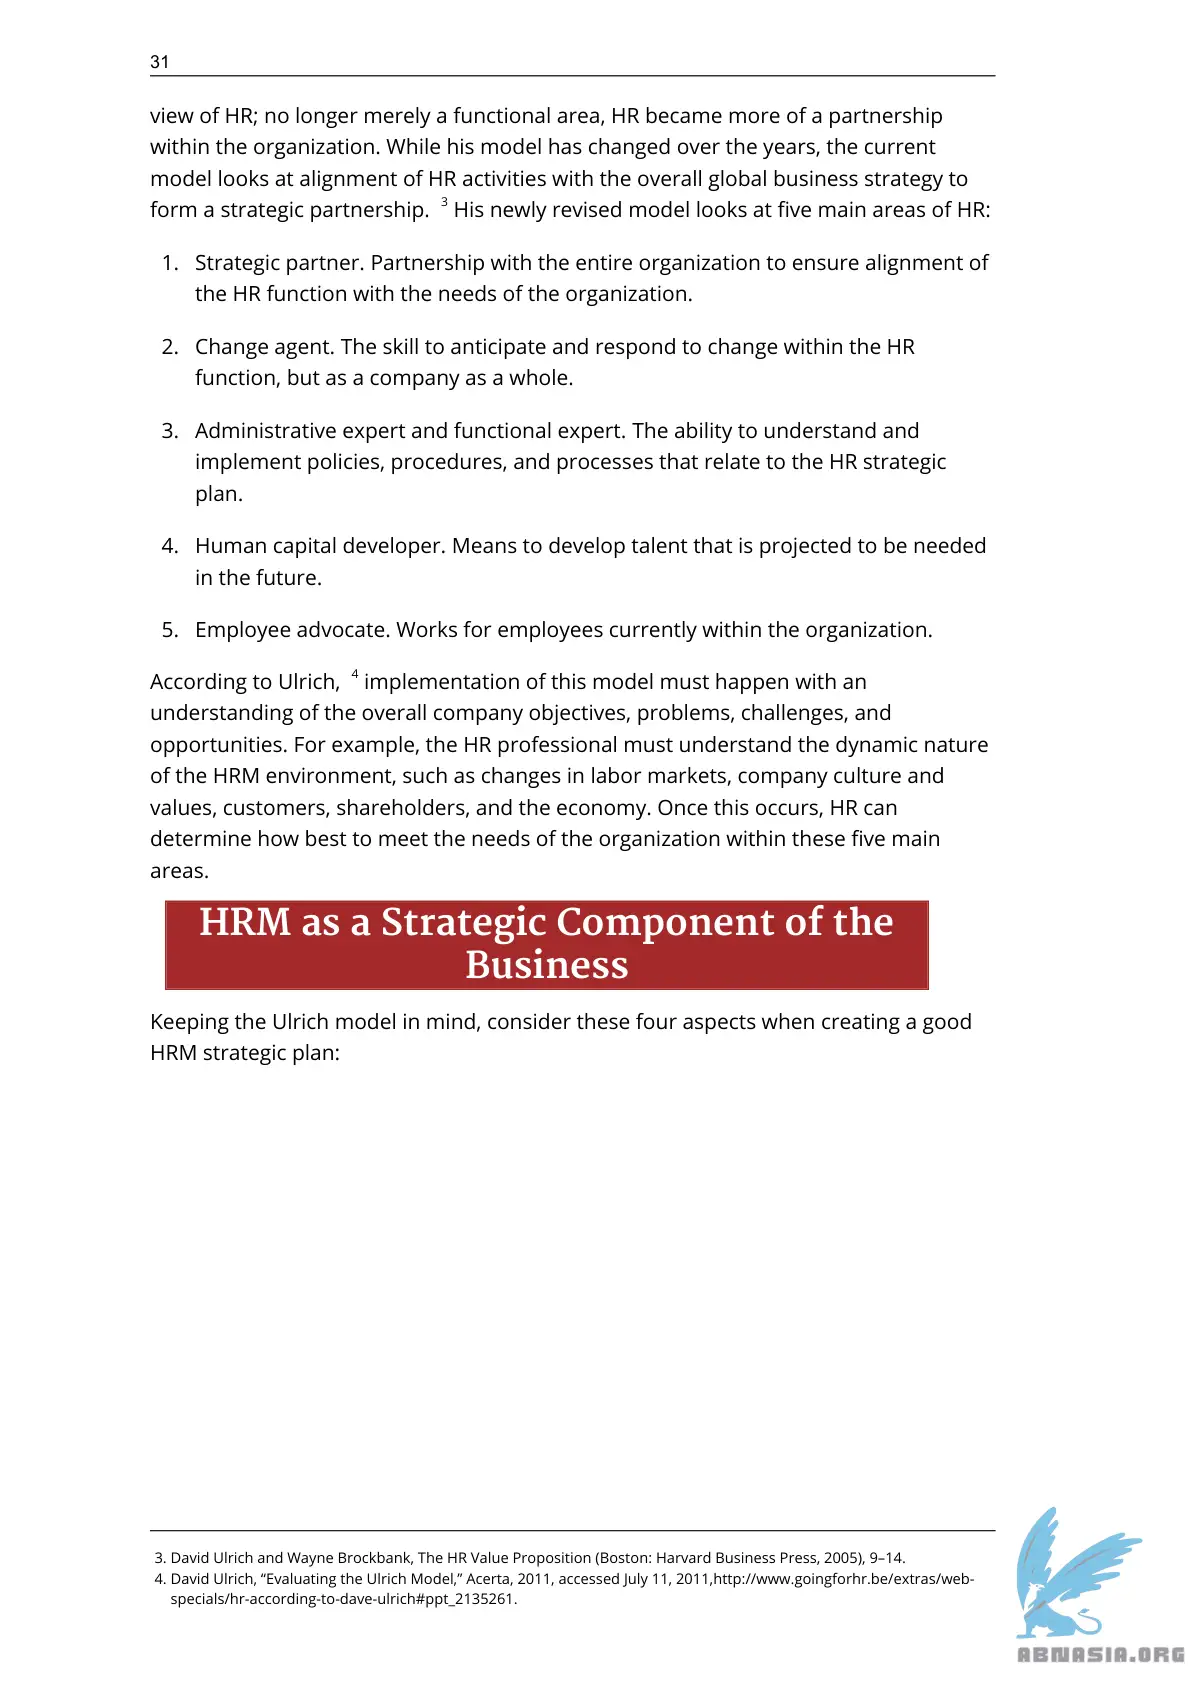 31
view of HR; no longer merely a functional area, HR became more of a partnership
within the organization. While his model has changed over the years, the current
model looks at alignment of HR activities with the overall global business strategy to
form a strategic partnership. 3 His newly revised model looks at five main areas of HR:
1. Strategic partner. Partnership with the entire organization to ensure alignment of
the HR function with the needs of the organization.
2. Change agent. The skill to anticipate and respond to change within the HR
function, but as a company as a whole.
3. Administrative expert and functional expert. The ability to understand and
implement policies, procedures, and processes that relate to the HR strategic
plan.
4. Human capital developer. Means to develop talent that is projected to be needed
in the future.
5. Employee advocate. Works for employees currently within the organization.
According to Ulrich, 4 implementation of this model must happen with an
understanding of the overall company objectives, problems, challenges, and
opportunities. For example, the HR professional must understand the dynamic nature
of the HRM environment, such as changes in labor markets, company culture and
values, customers, shareholders, and the economy. Once this occurs, HR can
determine how best to meet the needs of the organization within these five main
areas.
HRM as a Strategic Component of the
Business
Keeping the Ulrich model in mind, consider these four aspects when creating a good
HRM strategic plan:
3. David Ulrich and Wayne Brockbank, The HR Value Proposition (Boston: Harvard Business Press, 2005), 9–14.
4. David Ulrich, “Evaluating the Ulrich Model,” Acerta, 2011, accessed July 11, 2011,http://www.goingforhr.be/extras/web-
specials/hr-according-to-dave-ulrich#ppt_2135261.
ABNASIA.ORG